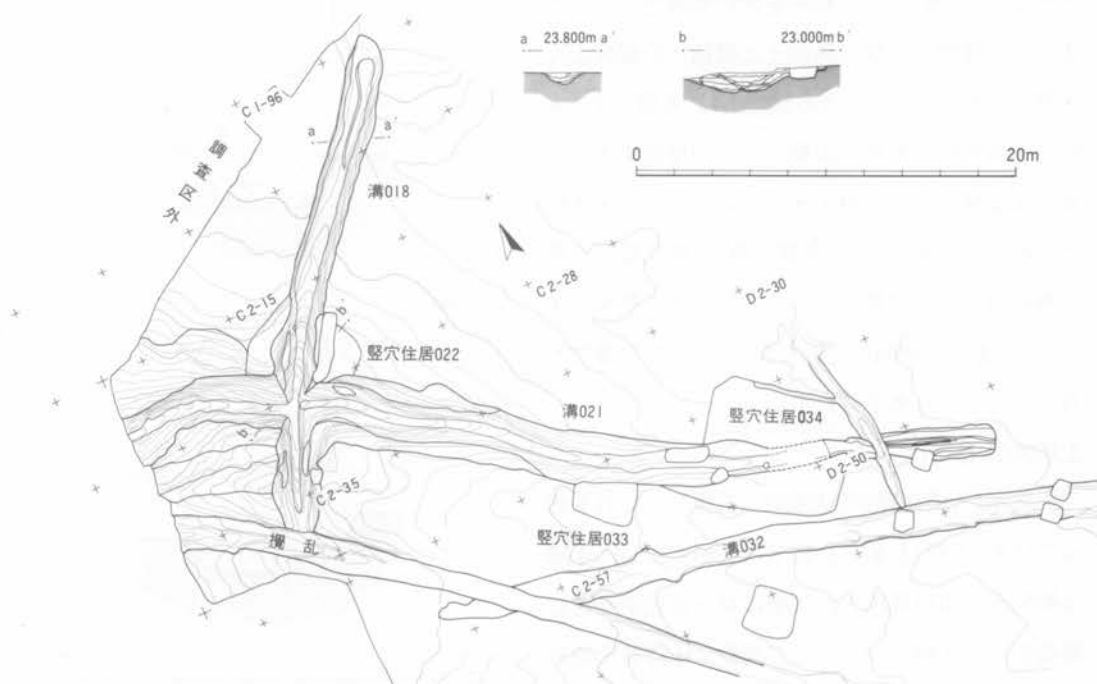 a 23.800m a'
b 23.000m b'
0 20m
C1-96
調査区外
a a'
溝018
C2-15
C2-28
D2-30
b'
竪穴住居022
溝021
竪穴住居034
b
C2-35
D2-50
攪乱
竪穴住居033
溝032
C2-57